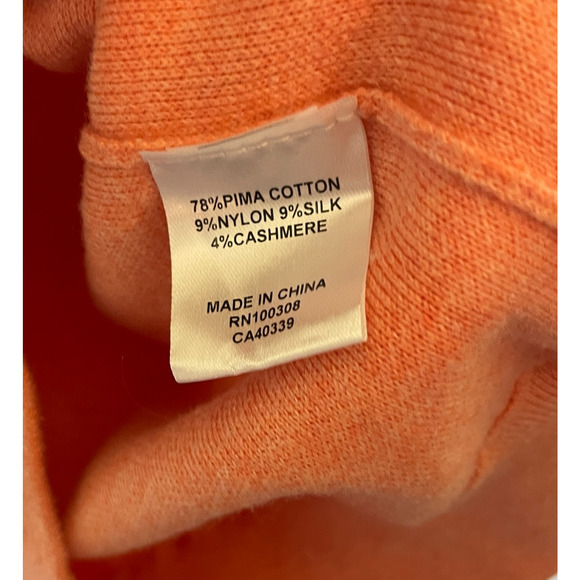 78%PIMA COTTON
9%NYLON 9%SILK
4%CASHMERE
MADE IN CHINA
RN100308
CA40339